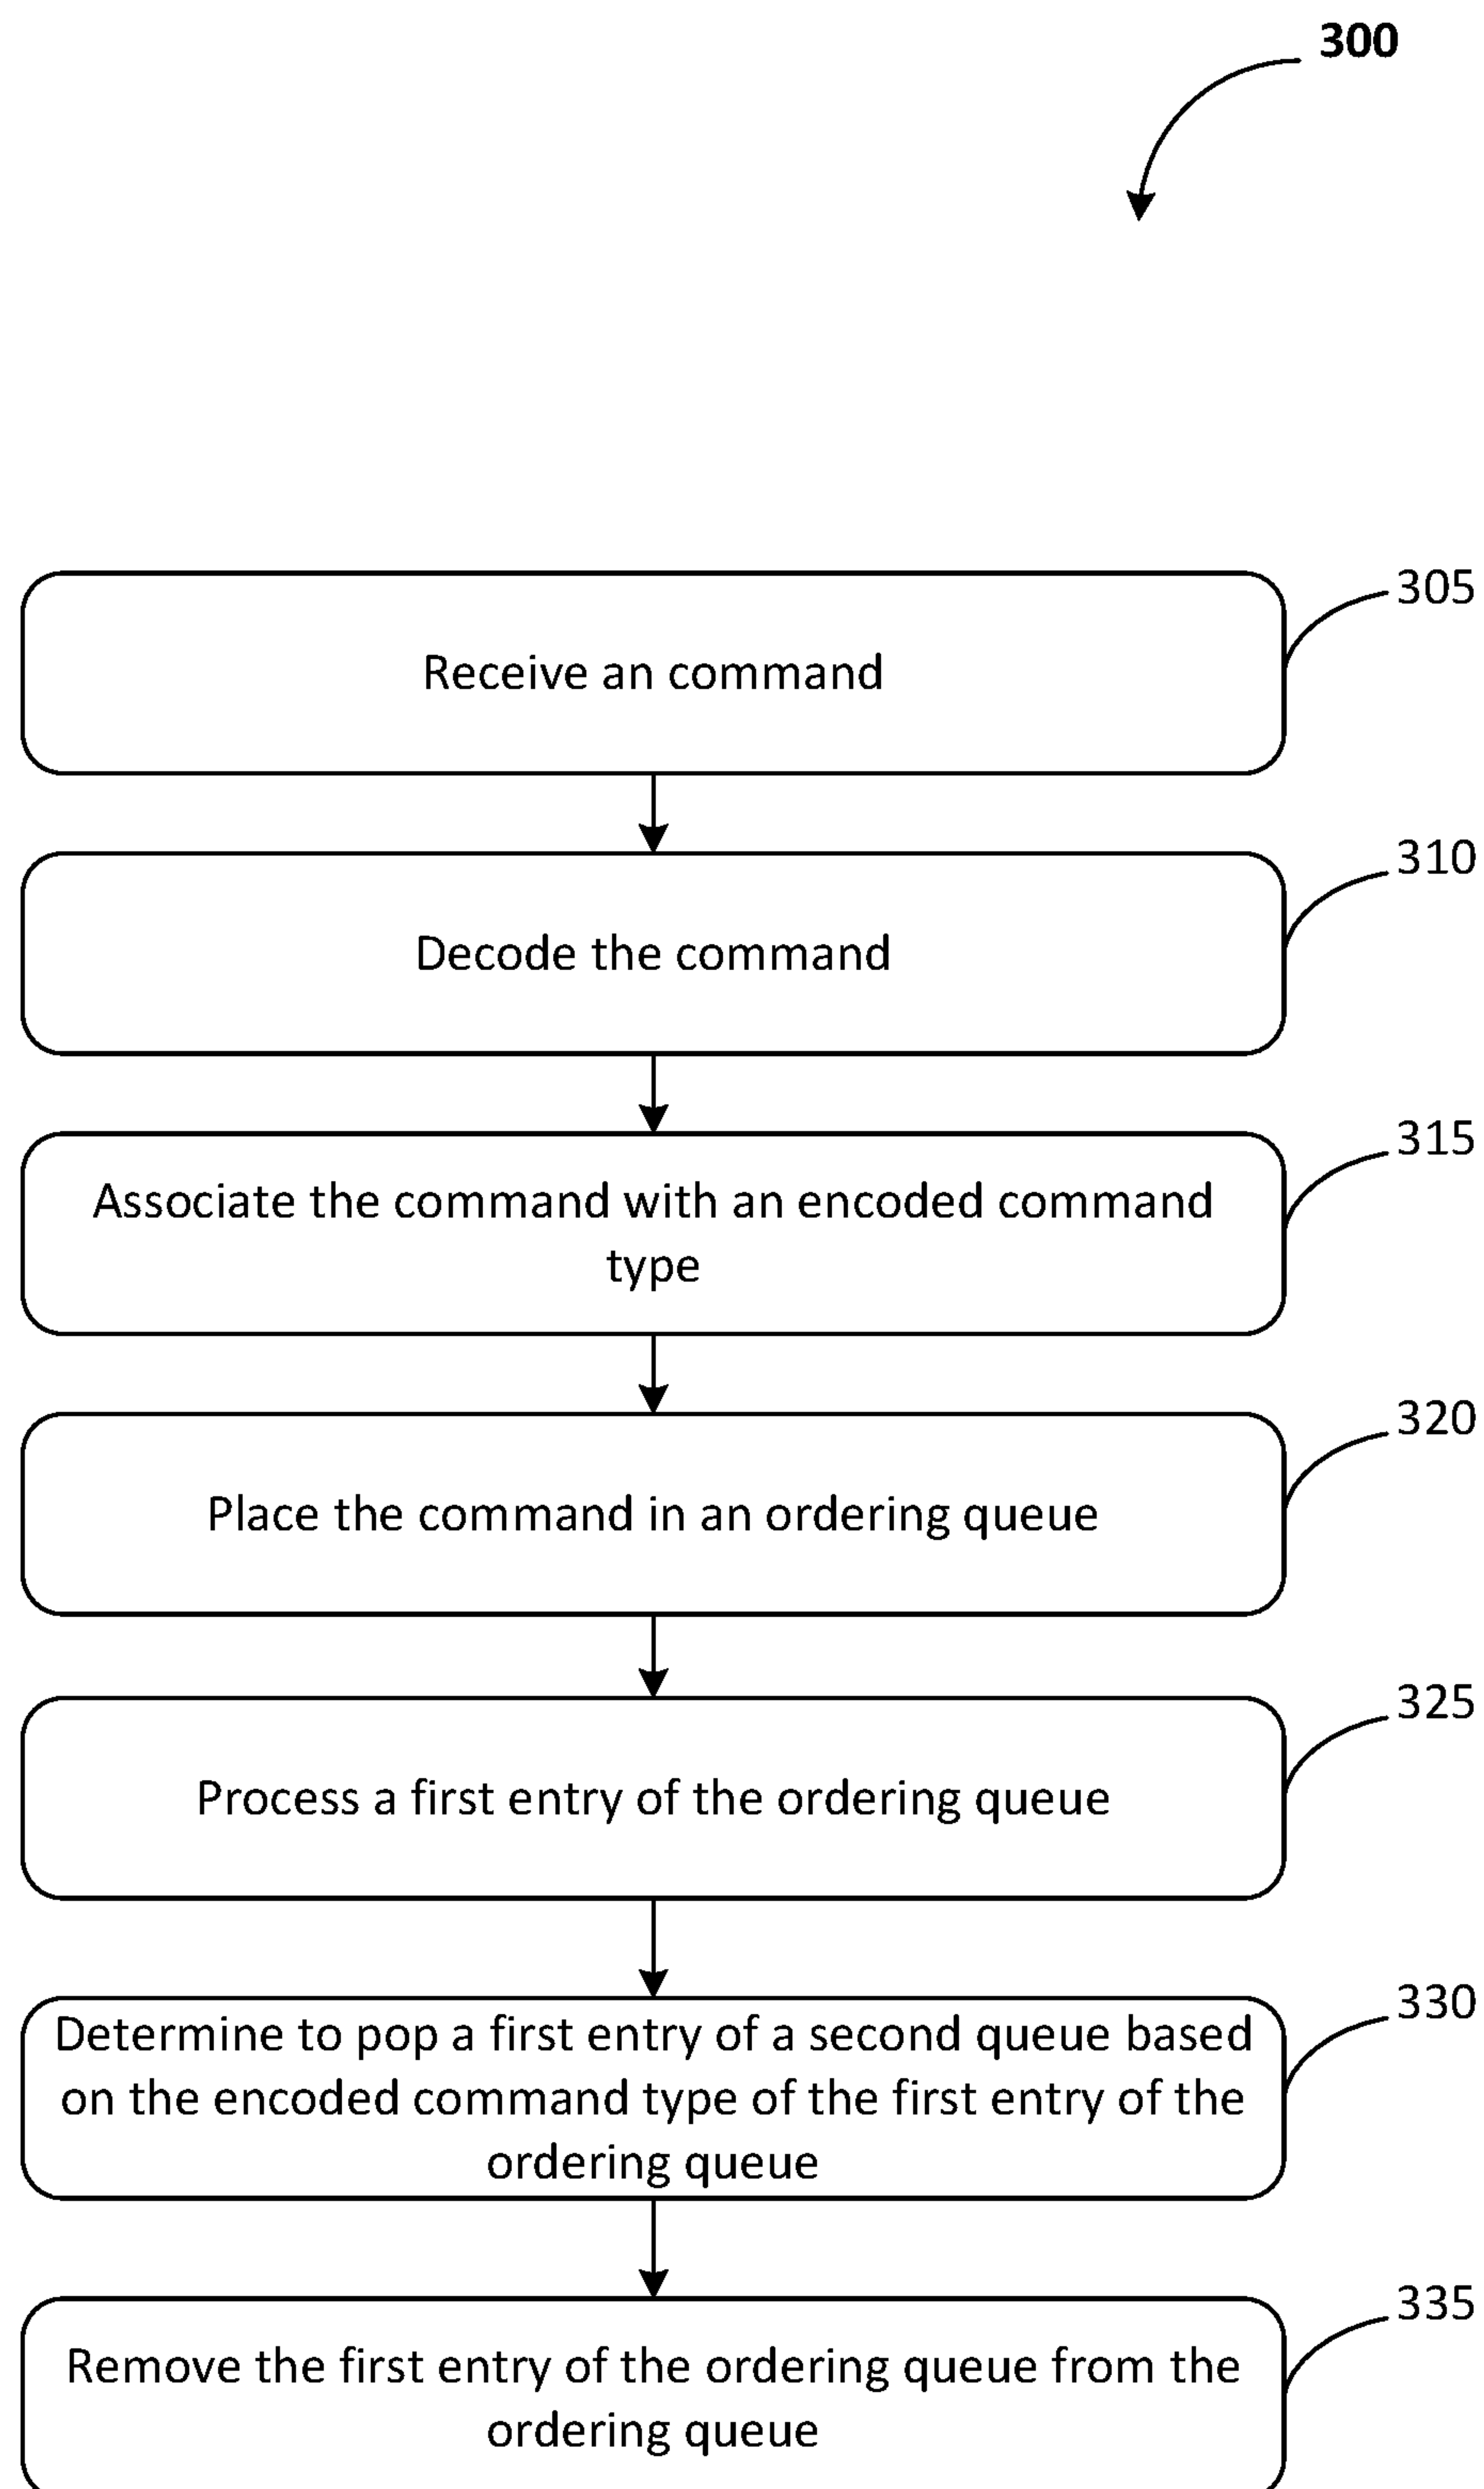 300
Receive an command
305
Decode the command
310
Associate the command with an encoded command
type
315
Place the command in an ordering queue
320
Process a first entry of the ordering queue
325
Determine to pop a first entry of a second queue based
on the encoded command type of the first entry of the
ordering queue
330
Remove the first entry of the ordering queue from the
ordering queue
335